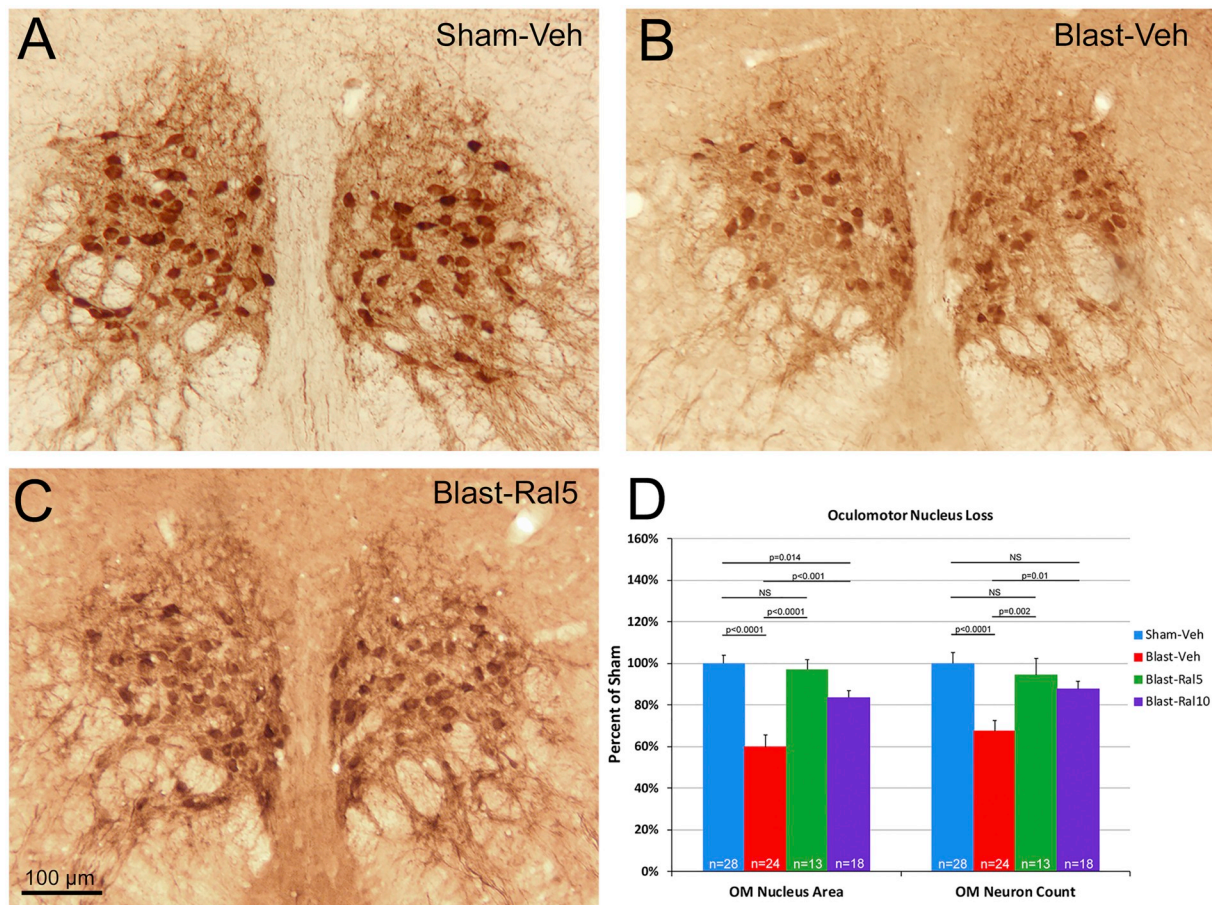 A
Sham-Veh
B
Blast-Veh
C
Blast-Ral5
100 µm
D
Oculomotor Nucleus Loss
Percent of Sham
160%
140%
120%
100%
80%
60%
40%
20%
0%
p=0.014
p<0.001
NS
p<0.0001
p<0.0001
NS
p=0.01
NS
p=0.002
p<0.0001
n=28 n=24 n=13 n=18
n=28 n=24 n=13 n=18
OM Nucleus Area
OM Neuron Count
Sham-Veh
Blast-Veh
Blast-Ral5
Blast-Ral10